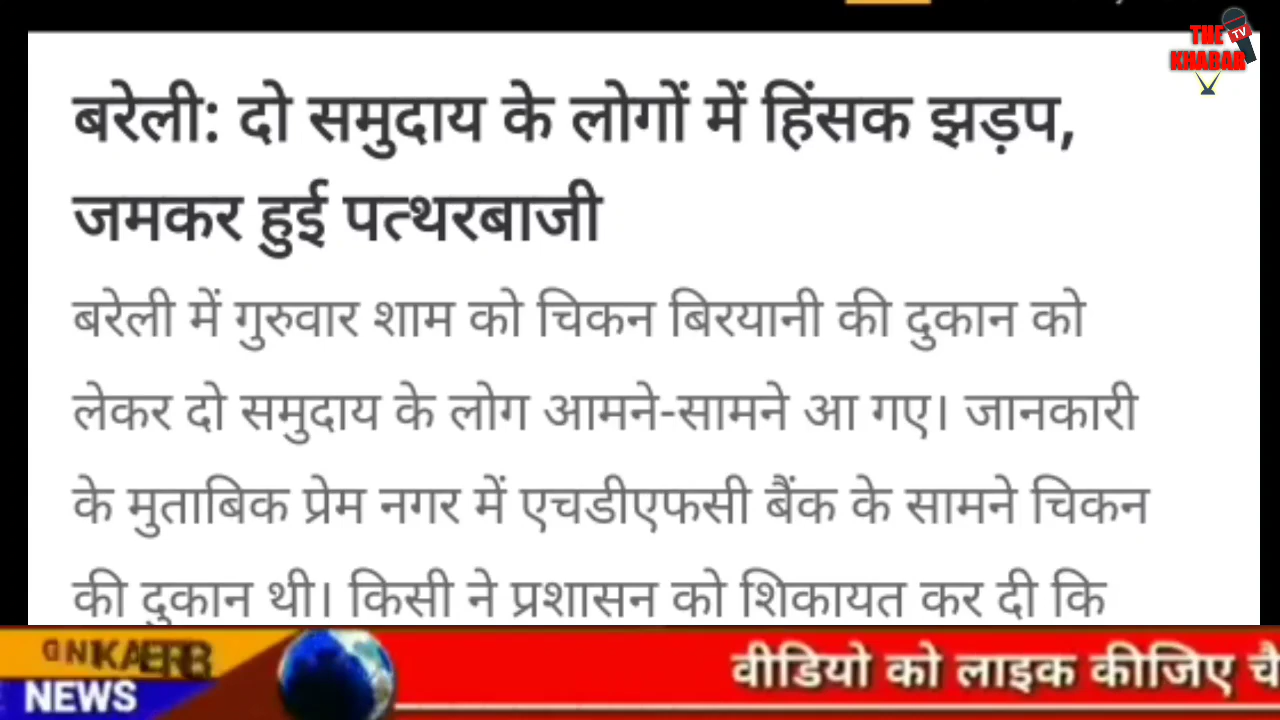 THE
TV
KHABAR
बरेली: दो समुदाय के लोगों में हिंसक झड़प,
जमकर हुई पत्थरबाजी
बरेली में गुरुवार शाम को चिकन बिरयानी की दुकान को
लेकर दो समुदाय के लोग आमने-सामने आ गए। जानकारी
के मुताबिक प्रेम नगर में एचडीएफसी बैंक के सामने चिकन
की दुकान थी। किसी ने प्रशासन को शिकायत कर दी कि
वीडियो को लाइक कीजिए
NEWS